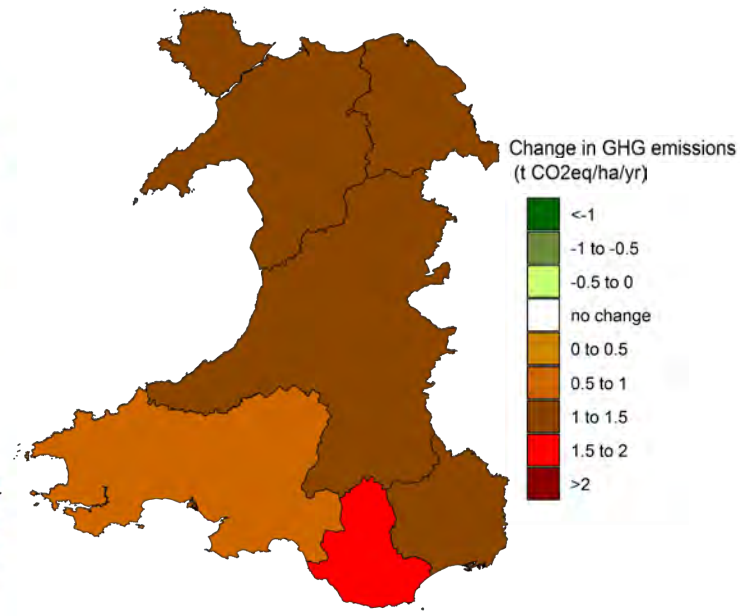 Change in GHG emissions
(t CO2eq/ha/yr)
<-1
-1 to -0.5
-0.5 to 0
no change
0 to 0.5
0.5 to 1
1 to 1.5
1.5 to 2
>2